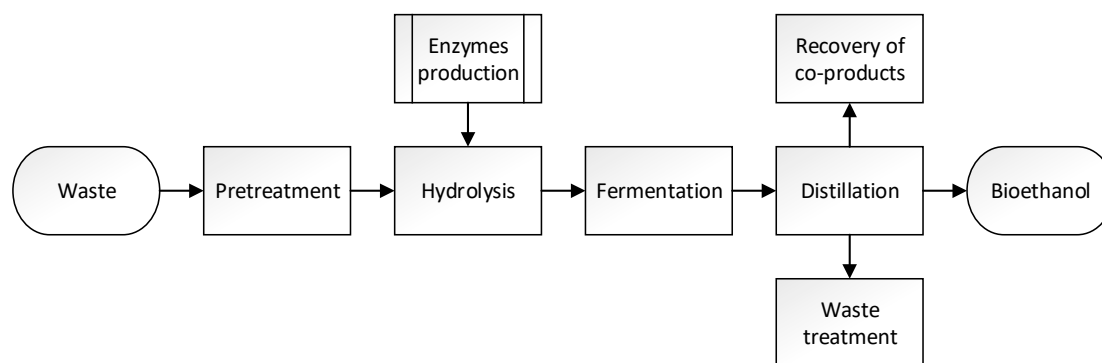 Enzymes
production
Recovery of
co-products
Waste
Pretreatment
Hydrolysis
Fermentation
Distillation
Bioethanol
Waste
treatment